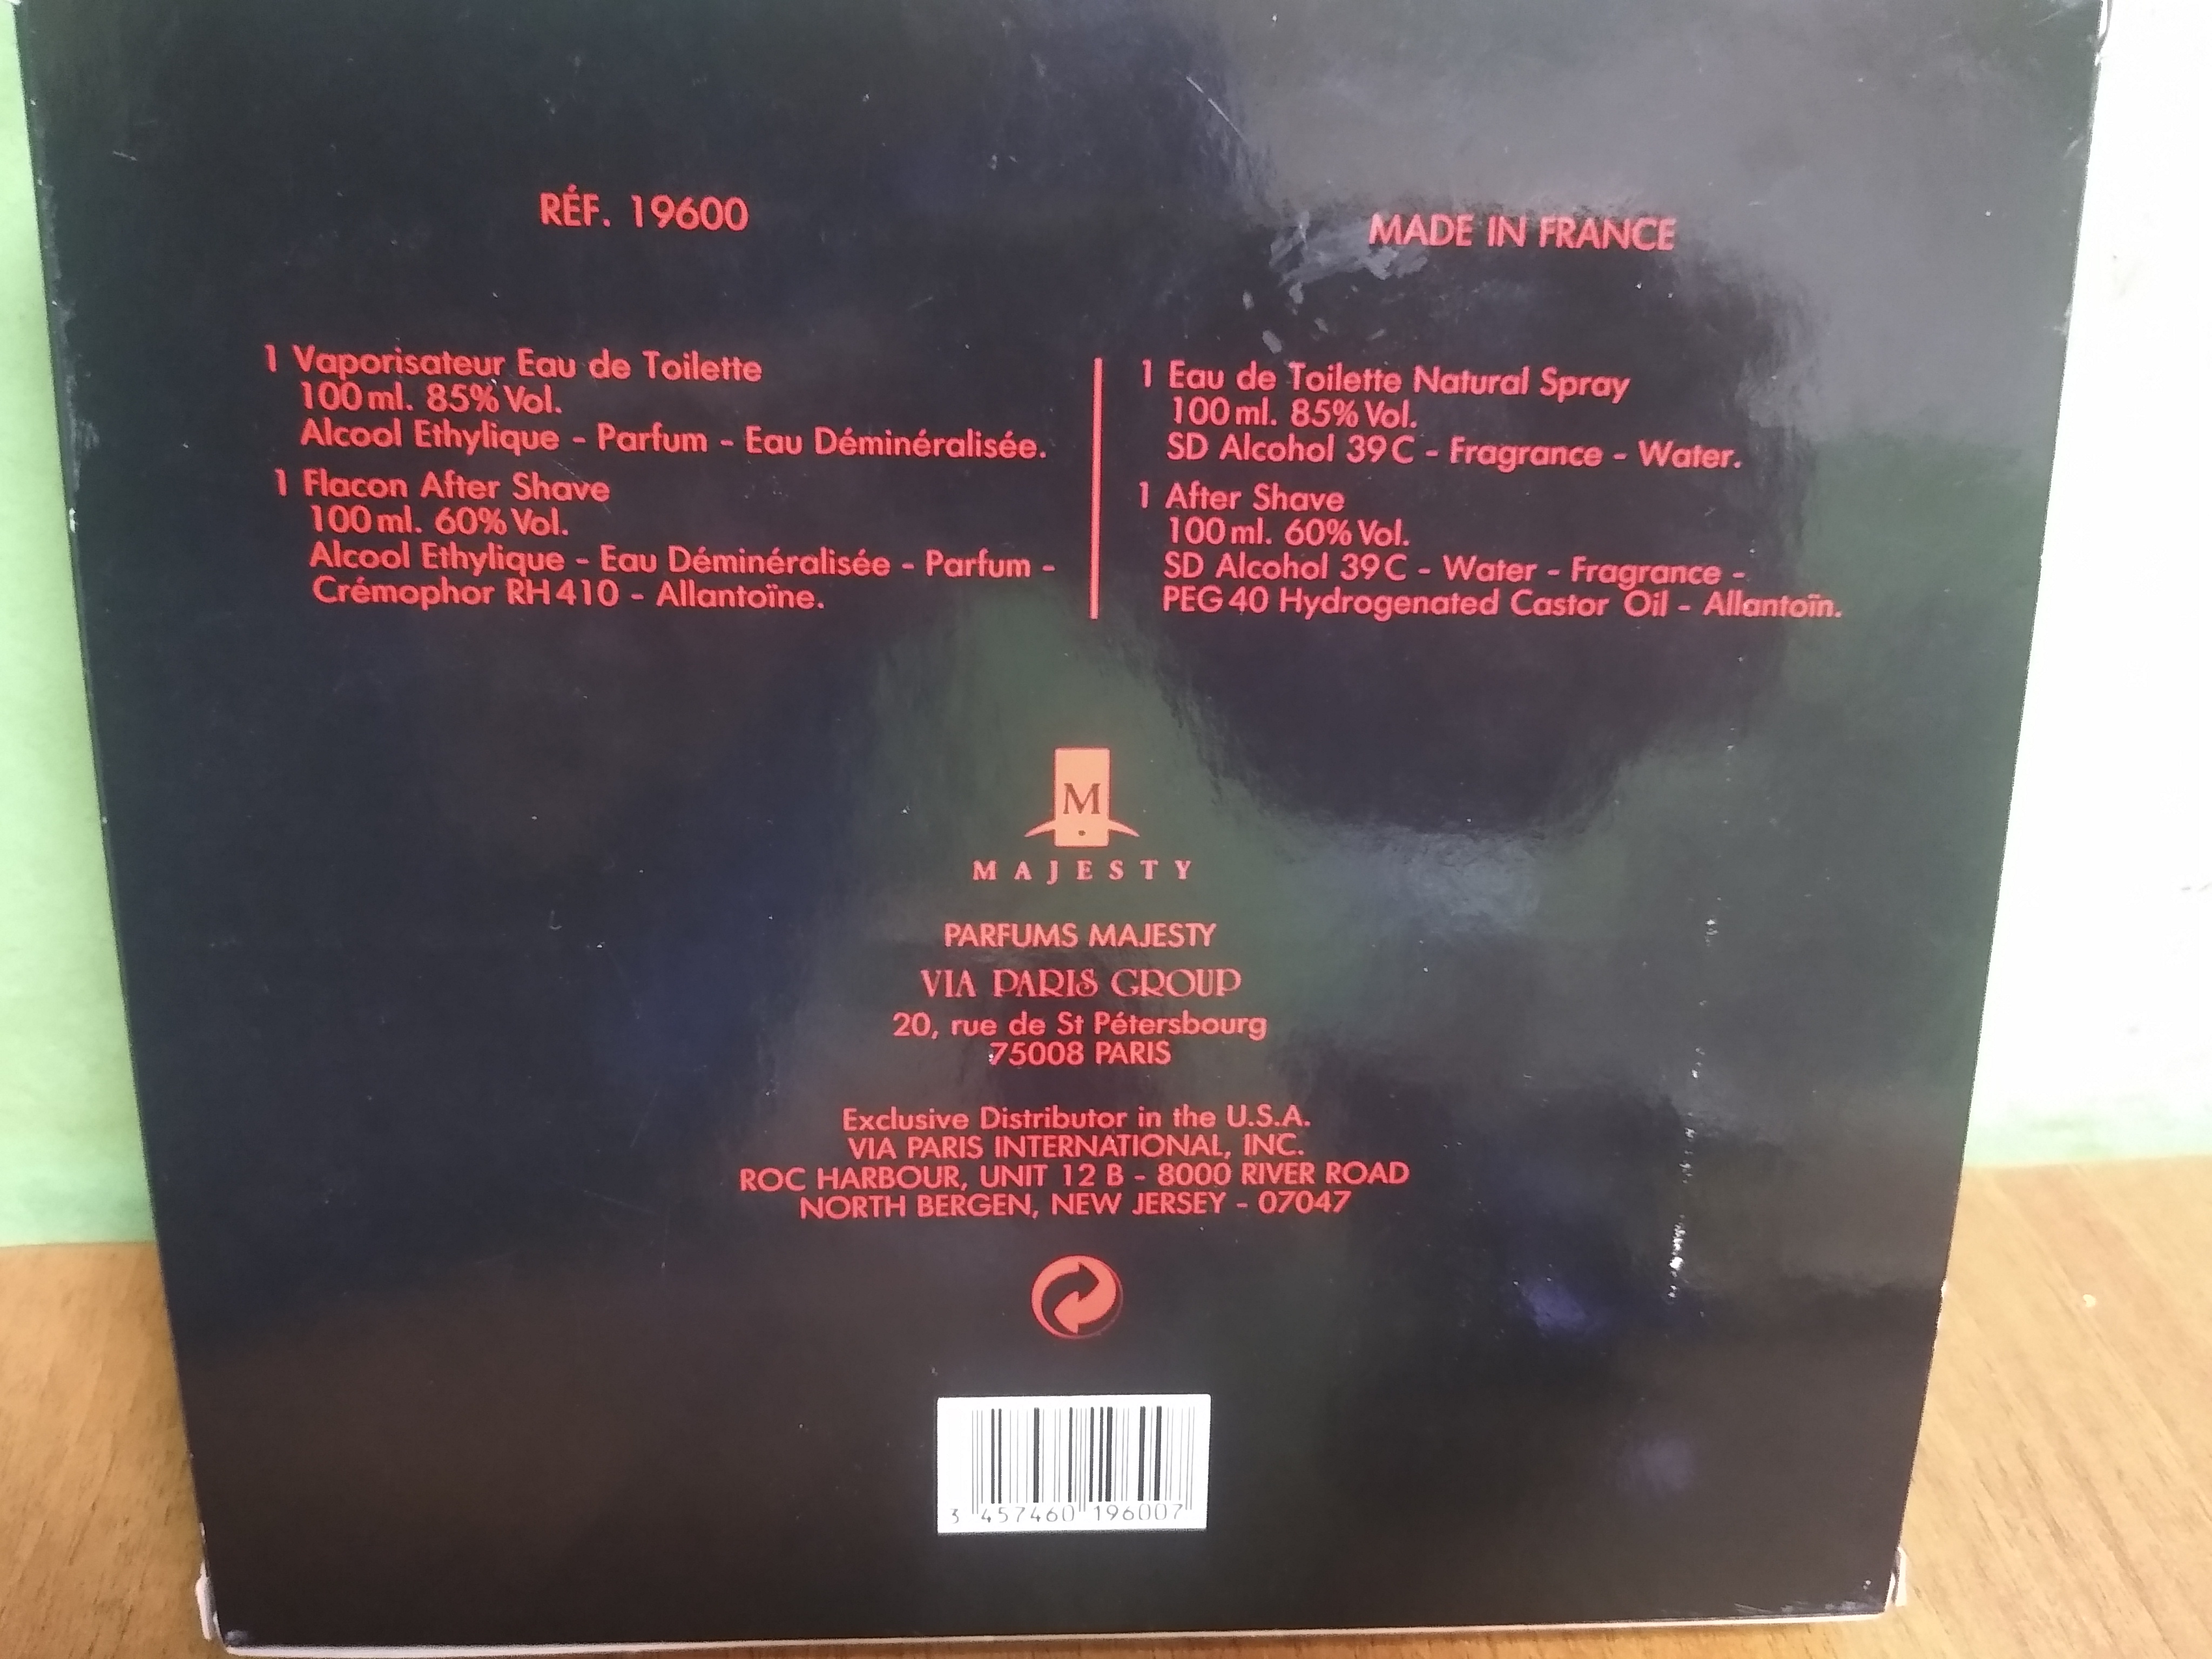 RÉF. 19600
MADE IN FRANCE
1 Vaporisateur Eau de Toilette
100 ml. 85% Vol.
Alcool Ethylique - Parfum - Eau Déminéralisée.
1 Flacon After Shave
100 ml. 60% Vol.
Alcool Ethylique - Eau Déminéralisée - Parfum -
Crémophor RH 410 - Allantoïne.
1 Eau de Toilette Natural Spray
100 ml. 85% Vol.
SD Alcohol 39 C - Fragrance - Water.
1 After Shave
100 ml. 60% Vol.
SD Alcohol 39 C - Water - Fragrance -
PEG 40 Hydrogenated Castor Oil - Allantoïn.
M
MAJESTY
PARFUMS MAJESTY
VIA PARIS GROUP
20, rue de St Pétersbourg
75008 PARIS
Exclusive Distributor in the U.S.A.
VIA PARIS INTERNATIONAL, INC.
ROC HARBOUR, UNIT 12 B - 8000 RIVER ROAD
NORTH BERGEN, NEW JERSEY - 07047
3 457460 196007